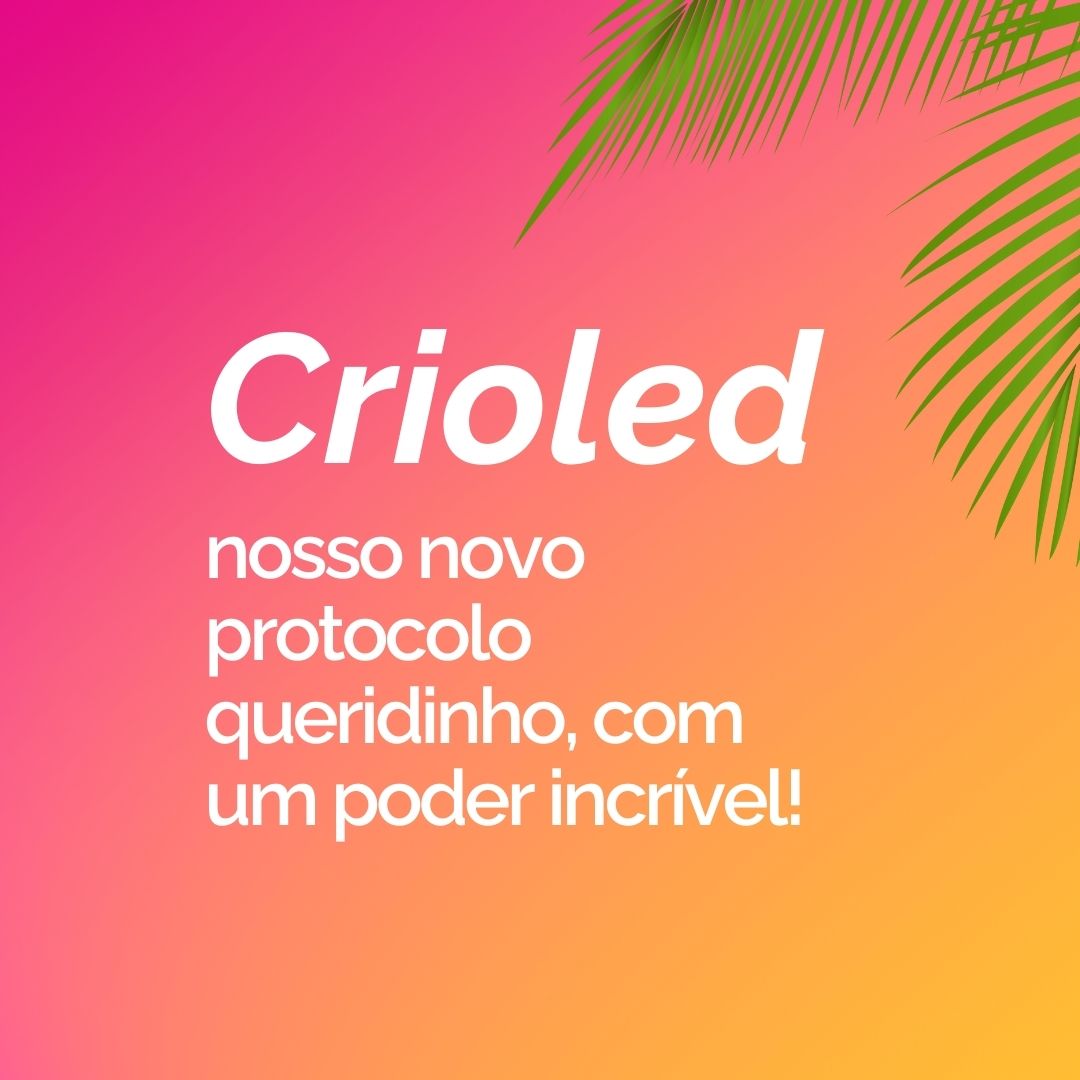 Crioled
nosso novo
protocolo
queridinho, com
um poder incrível!